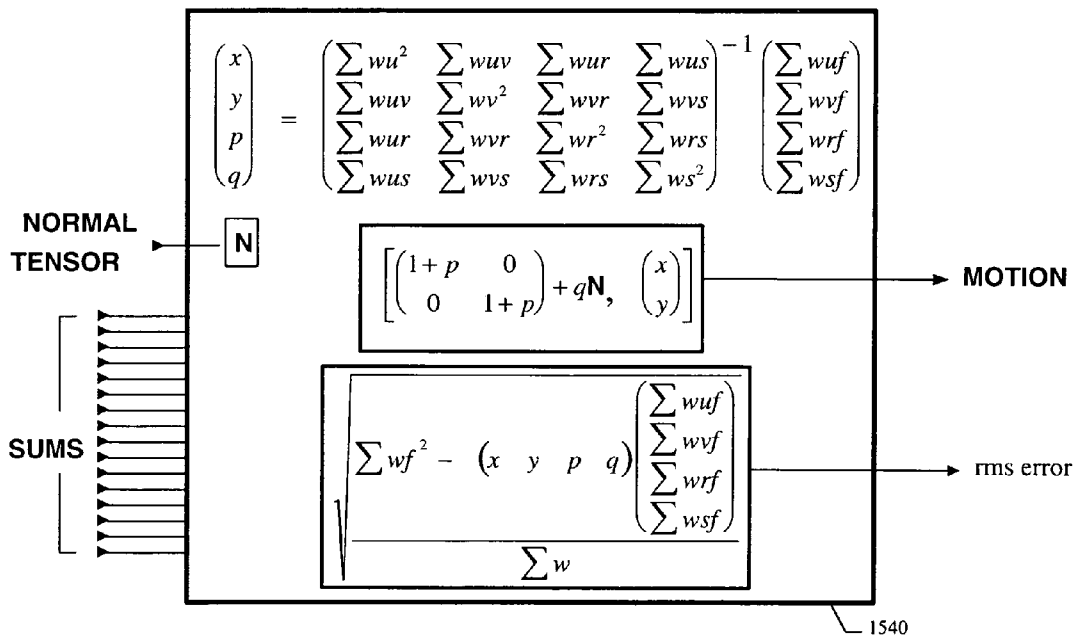 (x y p q) = (∑wu² ∑wuv ∑wur ∑wus
∑wuv ∑wv² ∑wvr ∑wvs
∑wur ∑wvr ∑wr² ∑wrs
∑wus ∑wvs ∑wrs ∑ws²)⁻¹ (∑wuf ∑wvf ∑wrf ∑wsf)
NORMAL
TENSOR
N
[(1 + p 0
0 1 + p) + qN, (x y)]
MOTION
SUMS
√ ∑wf² − (x y p q) (∑wuf ∑wvf ∑wrf ∑wsf)
∑w
rms error
1540